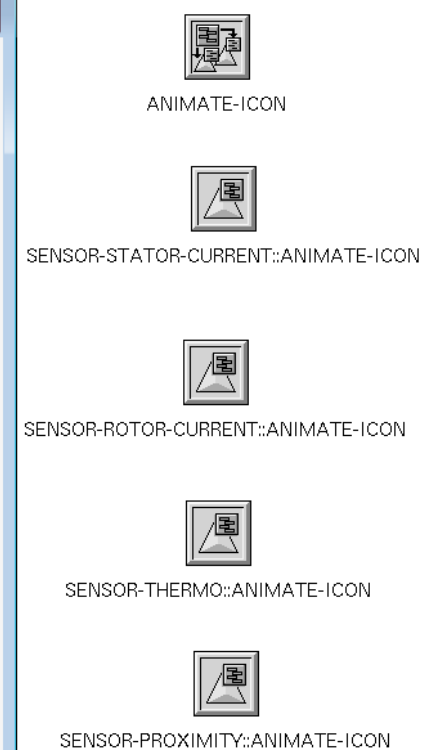 ANIMATE-ICON
SENSOR-STATOR-CURRENT::ANIMATE-ICON
SENSOR-ROTOR-CURRENT::ANIMATE-ICON
SENSOR-THERMO::ANIMATE-ICON
SENSOR-PROXIMITY::ANIMATE-ICON